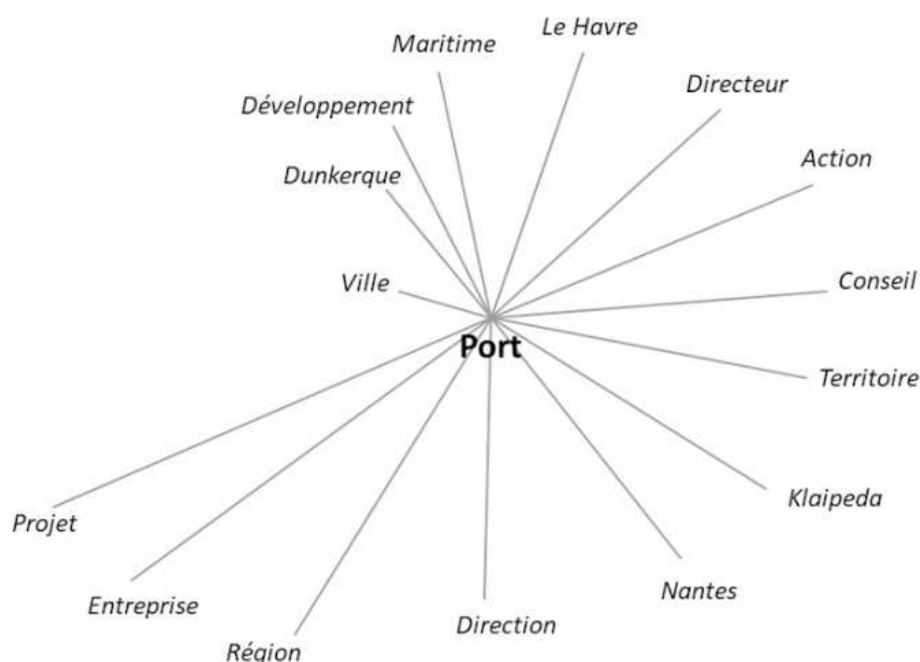 Le Havre
Maritime
Directeur
Développement
Action
Dunkerque
Ville
Conseil
Port
Territoire
Klaipeda
Projet
Nantes
Entreprise
Direction
Région